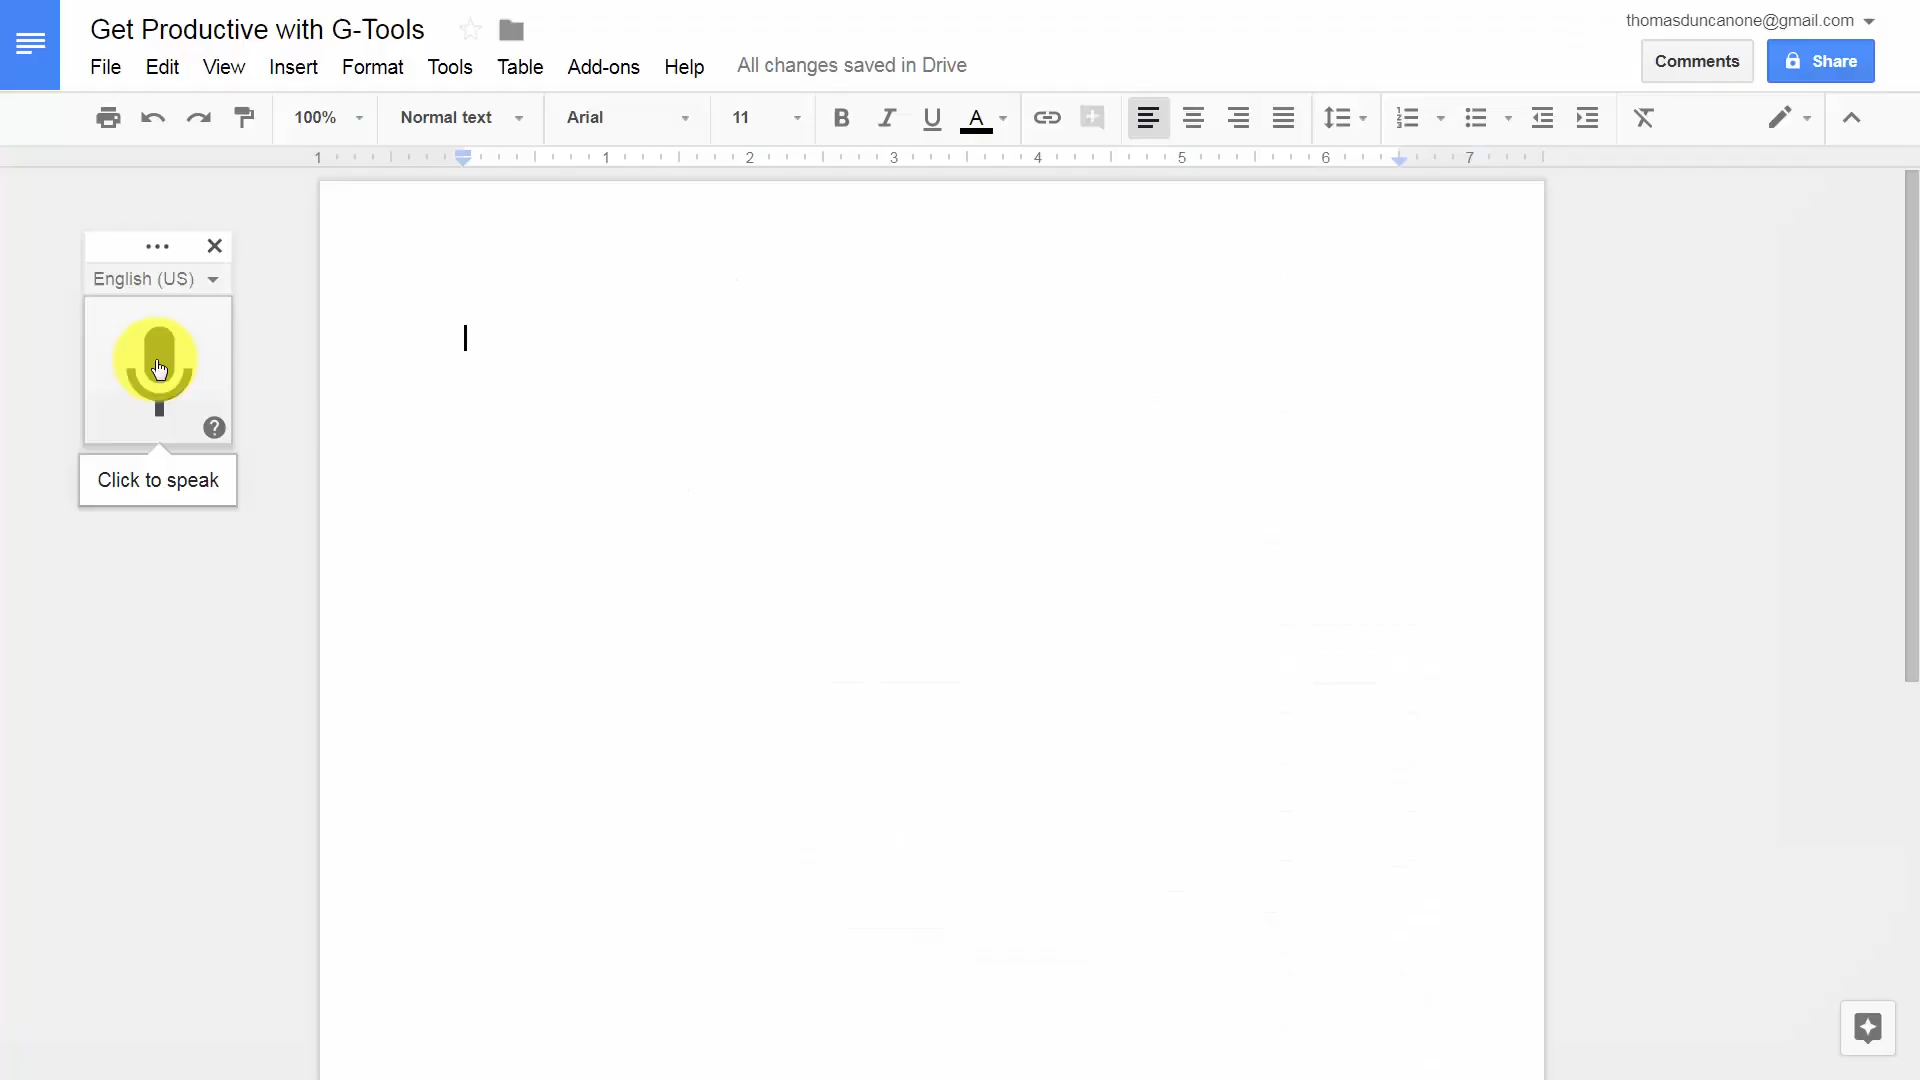 Get Productive with G-Tools
thomasduncanone@gmail.com
File Edit View Insert Format Tools Table Add-ons Help All changes saved in Drive
Comments Share
100% Normal text Arial 11 B I U A
1 1 2 3 4 5 6 7
English (US)
?
Click to speak